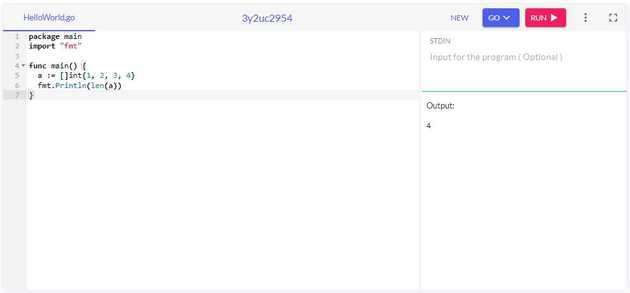 HelloWorld.go
3y2uc2954
NEW
GO
RUN
1 package main
2 import "fmt"
3
4 func main() {
5 a := []int{1, 2, 3, 4}
6 fmt.Println(len(a))
7 }
STDIN
Input for the program ( Optional )
Output:
4